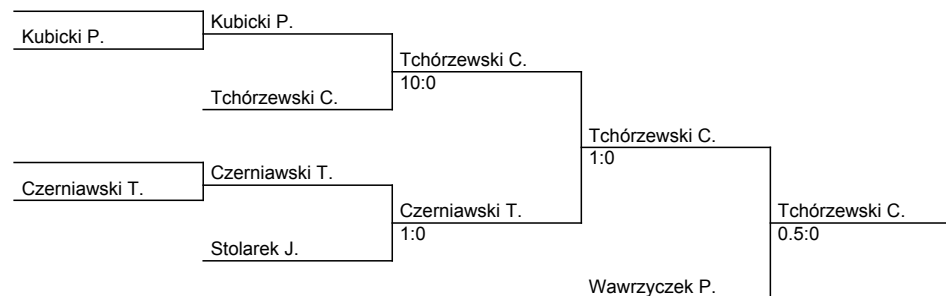 Kubicki P.
Kubicki P.
Tchórzewski C.
10:0
Tchórzewski C.
Tchórzewski C.
1:0
Czerniawski T.
Czerniawski T.
Czerniawski T.
1:0
Stolarek J.
Tchórzewski C.
0.5:0
Wawrzyczek P.